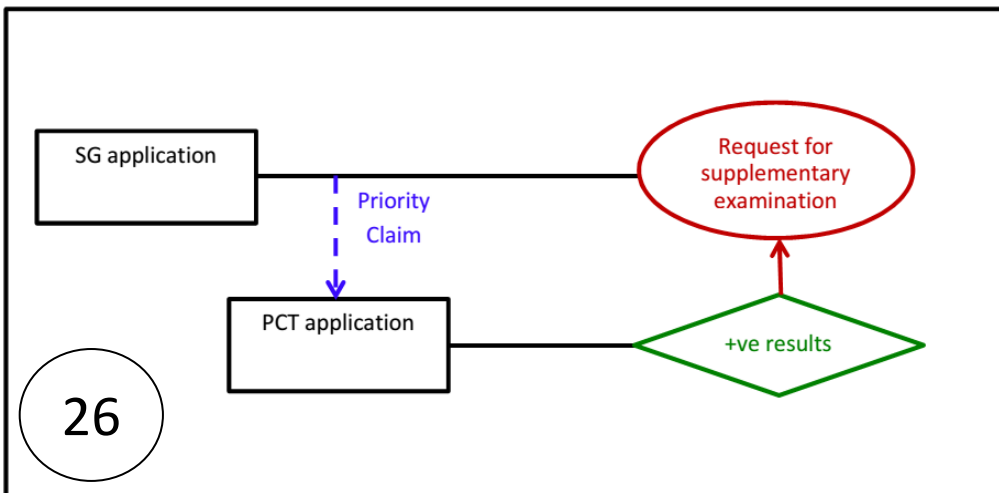 SG application
Request for
supplementary
examination
Priority
Claim
PCT application
+ve results
26